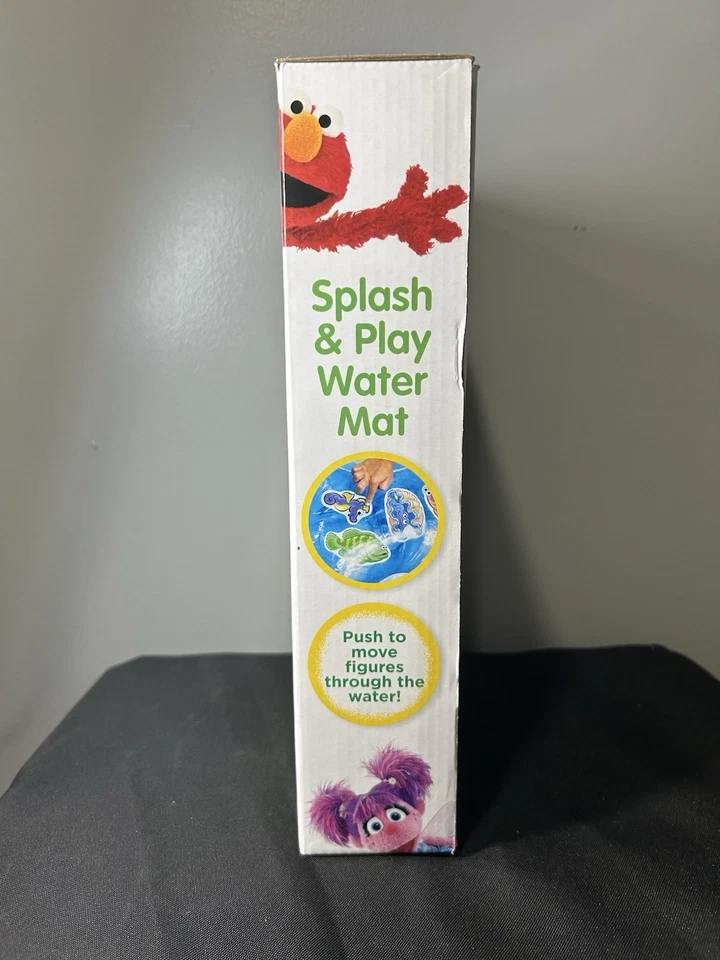 Splash
& Play
Water
Mat
Push to
move
figures
through the
water!